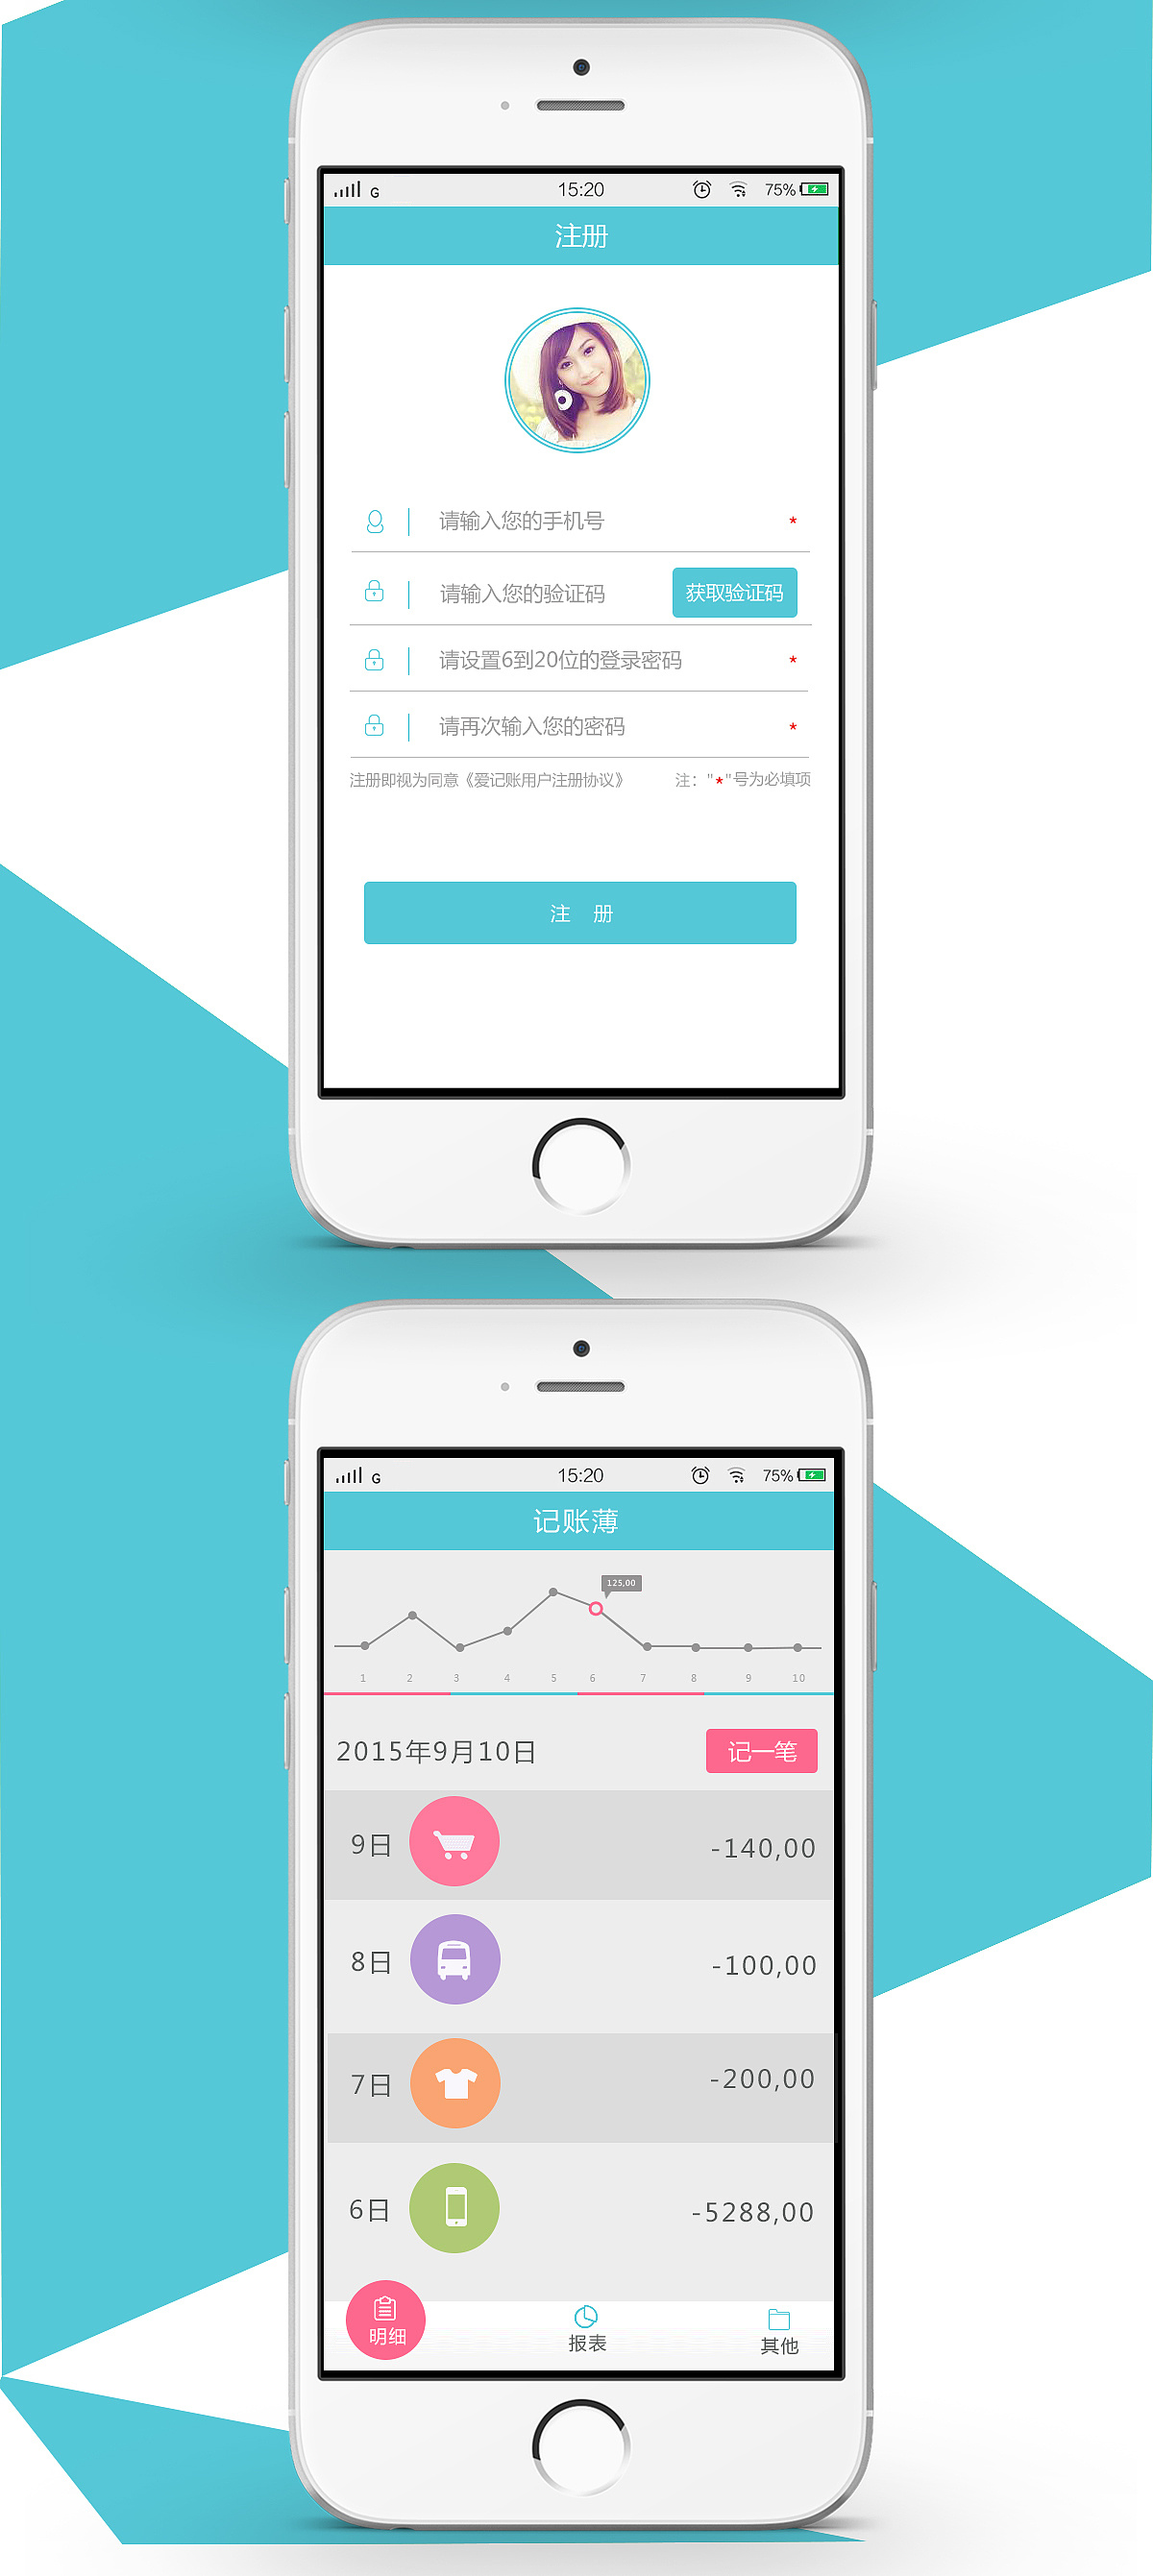 G 15:20 75%
注册
请输入您的手机号 *
请输入您的验证码 获取验证码
请设置6到20位的登录密码 *
请再次输入您的密码 *
注册即视为同意《爱记账用户注册协议》 注："*"号为必填项
注 册
G 15:20 75%
记账薄
125,00
1 2 3 4 5 6 7 8 9 10
2015年9月10日 记一笔
9日 -140,00
8日 -100,00
7日 -200,00
6日 -5288,00
明细 报表 其他